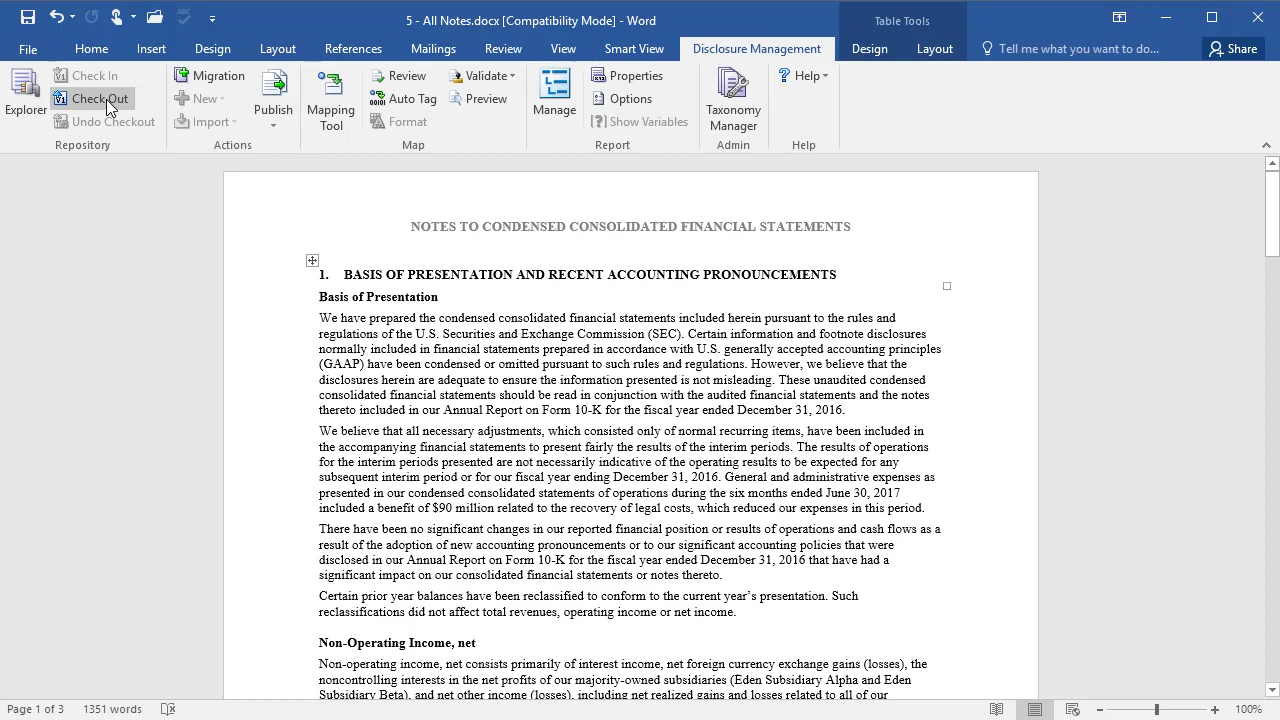 5 - All Notes.docx [Compatibility Mode] - Word
Table Tools
File Home Insert Design Layout References Mailings Review View Smart View Disclosure Management Design Layout Tell me what you want to do... Share
Explorer
Check In
Check Out
Undo Checkout
Repository
Migration
New
Import
Publish
Actions
Mapping
Tool
Review
Auto Tag
Format
Validate
Preview
Map
Manage
Properties
Options
Show Variables
Report
Taxonomy
Manager
Admin
Help
Help
NOTES TO CONDENSED CONSOLIDATED FINANCIAL STATEMENTS
1. BASIS OF PRESENTATION AND RECENT ACCOUNTING PRONOUNCEMENTS
Basis of Presentation
We have prepared the condensed consolidated financial statements included herein pursuant to the rules and
regulations of the U.S. Securities and Exchange Commission (SEC). Certain information and footnote disclosures
normally included in financial statements prepared in accordance with U.S. generally accepted accounting principles
(GAAP) have been condensed or omitted pursuant to such rules and regulations. However, we believe that the
disclosures herein are adequate to ensure the information presented is not misleading. These unaudited condensed
consolidated financial statements should be read in conjunction with the audited financial statements and the notes
thereto included in our Annual Report on Form 10-K for the fiscal year ended December 31, 2016.
We believe that all necessary adjustments, which consisted only of normal recurring items, have been included in
the accompanying financial statements to present fairly the results of the interim periods. The results of operations
for the interim periods presented are not necessarily indicative of the operating results to be expected for any
subsequent interim period or for our fiscal year ending December 31, 2016. General and administrative expenses as
presented in our condensed consolidated statements of operations during the six months ended June 30, 2017
included a benefit of $90 million related to the recovery of legal costs, which reduced our expenses in this period.
There have been no significant changes in our reported financial position or results of operations and cash flows as a
result of the adoption of new accounting pronouncements or to our significant accounting policies that were
disclosed in our Annual Report on Form 10-K for the fiscal year ended December 31, 2016 that have had a
significant impact on our consolidated financial statements or notes thereto.
Certain prior year balances have been reclassified to conform to the current year’s presentation. Such
reclassifications did not affect total revenues, operating income or net income.
Non-Operating Income, net
Non-operating income, net consists primarily of interest income, net foreign currency exchange gains (losses), the
noncontrolling interests in the net profits of our majority-owned subsidiaries (Eden Subsidiary Alpha and Eden
Subsidiary Beta), and net other income (losses), including net realized gains and losses related to all of our
Page 1 of 3 1351 words 100%